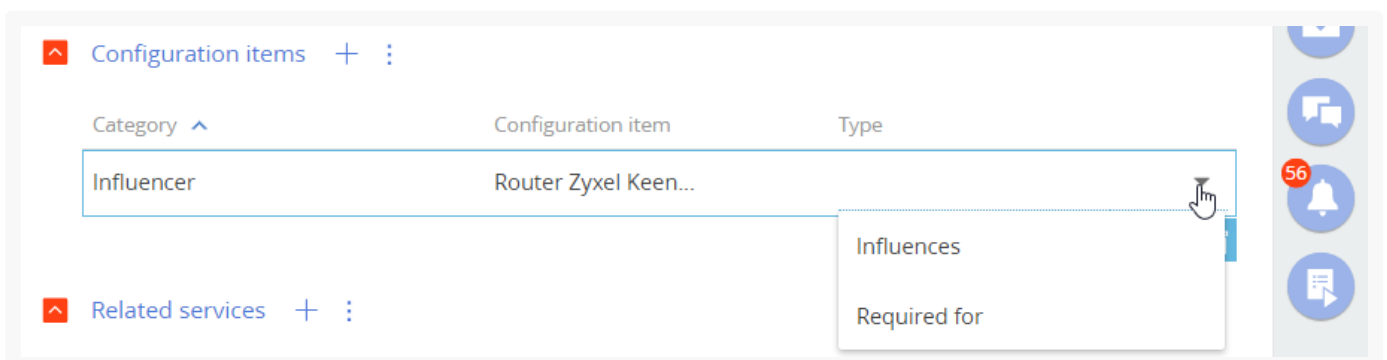 Configuration items
Category Configuration item Type
Influencer Router Zyxel Keen...
56
Influences
Related services
Required for